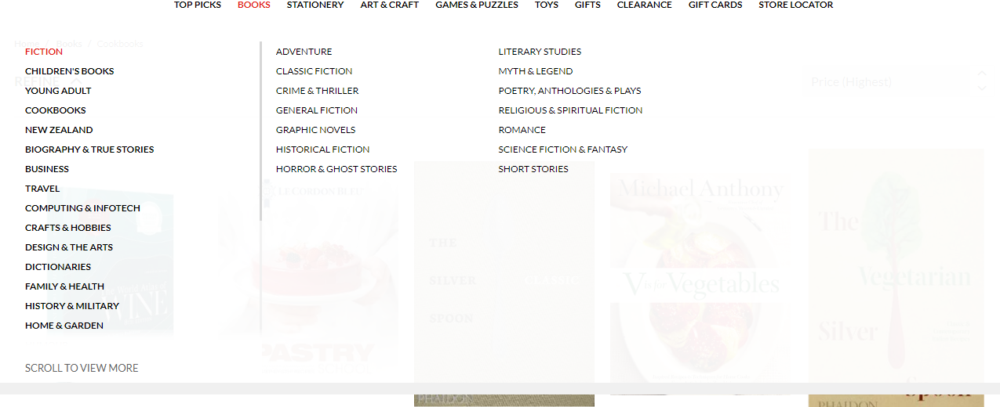 TOP PICKS BOOKS STATIONERY ART & CRAFT GAMES & PUZZLES TOYS GIFTS CLEARANCE GIFT CARDS STORE LOCATOR
Home / Books / Cookbooks
REFINE
Price (Highest)
FICTION
CHILDREN'S BOOKS
YOUNG ADULT
COOKBOOKS
NEW ZEALAND
BIOGRAPHY & TRUE STORIES
BUSINESS
TRAVEL
COMPUTING & INFOTECH
CRAFTS & HOBBIES
DESIGN & THE ARTS
DICTIONARIES
FAMILY & HEALTH
HISTORY & MILITARY
HOME & GARDEN
SCROLL TO VIEW MORE
ADVENTURE
CLASSIC FICTION
CRIME & THRILLER
GENERAL FICTION
GRAPHIC NOVELS
HISTORICAL FICTION
HORROR & GHOST STORIES
LITERARY STUDIES
MYTH & LEGEND
POETRY, ANTHOLOGIES & PLAYS
RELIGIOUS & SPIRITUAL FICTION
ROMANCE
SCIENCE FICTION & FANTASY
SHORT STORIES
WINE
LE CORDON BLEU
PASTRY
THE
SILVER
SPOON
PHAIDON
Michael Anthony
V is for Vegetables
The
Vegetarian
Silver
Spoon
PHAIDON